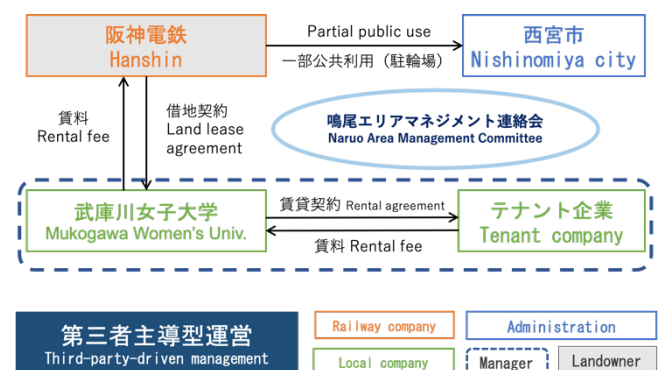 阪神電鉄
Hanshin
Partial public use
一部公共利用（駐輪場）
西宮市
Nishinomiya city
賃料
Rental fee
借地契約
Land lease
agreement
鳴尾エリアマネジメント連絡会
Naruo Area Management Committee
武庫川女子大学
Mukogawa Women's Univ.
賃貸契約 Rental agreement
賃料 Rental fee
テナント企業
Tenant company
第三者主導型運営
Third-party-driven management
Railway company
Administration
Local company
Manager
Landowner